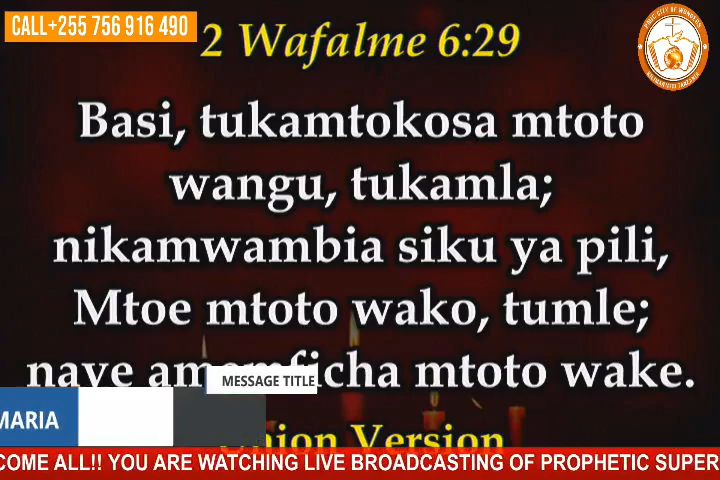 CALL+255 756 916 490
2 Wafalme 6:29
Basi, tukamtokosa mtoto
wangu, tukamla;
nikamwambia siku ya pili,
Mtoe mtoto wako, tumle;
naye mtoto wake.
MESSAGE TITLE
MARIA
Union Version
COME ALL!! YOU ARE WATCHING LIVE BROADCASTING OF PROPHETIC SUPER